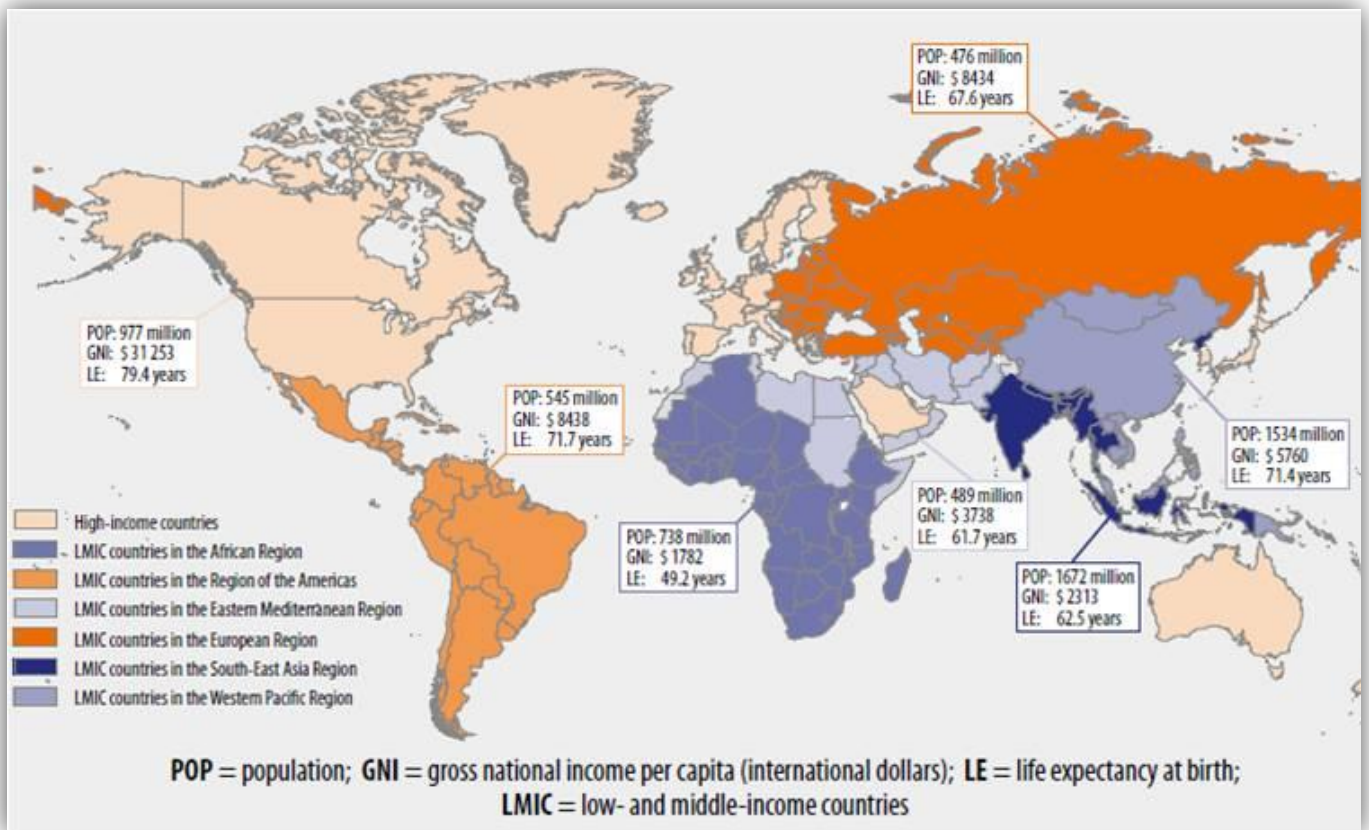 POP: 476 million
GNI: $ 8434
LE: 67.6 years
POP: 977 million
GNI: $ 31 253
LE: 79.4 years
POP: 545 million
GNI: $ 8438
LE: 71.7 years
POP: 1534 million
GNI: $ 5760
LE: 71.4 years
POP: 489 million
GNI: $ 3738
LE: 61.7 years
POP: 738 million
GNI: $ 1782
LE: 49.2 years
POP: 1672 million
GNI: $ 2313
LE: 62.5 years
High-income countries
LMIC countries in the African Region
LMIC countries in the Region of the Americas
LMIC countries in the Eastern Mediterranean Region
LMIC countries in the European Region
LMIC countries in the South-East Asia Region
LMIC countries in the Western Pacific Region
POP = population; GNI = gross national income per capita (international dollars); LE = life expectancy at birth;
LMIC = low- and middle-income countries